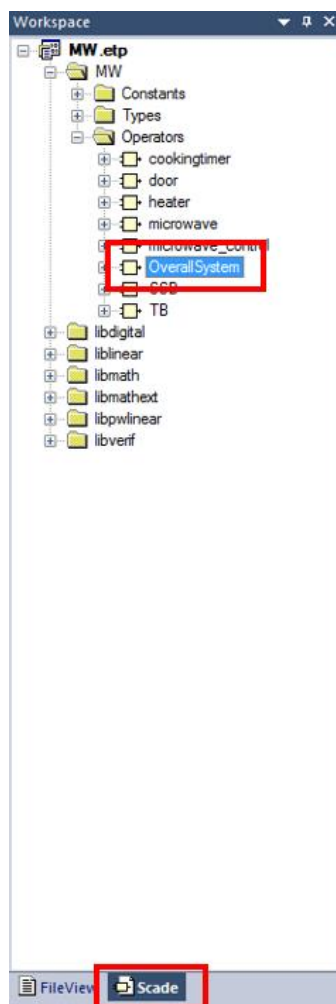 Workspace
MW.etp
MW
Constants
Types
Operators
cookingtimer
door
heater
microwave
microwave_control
OverallSystem
TB
libdigital
liblinear
libmath
libmathext
libpwlinear
libverif
FileView Scade